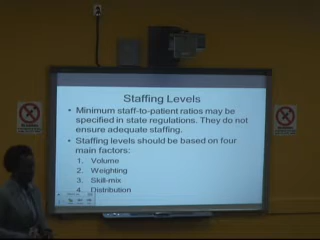 Staffing Levels
• Minimum staff-to-patient ratios may be
specified in state regulations. They do not
ensure adequate staffing.
• Staffing levels should be based on four
main factors:
1. Volume
2. Weighting
3. Skill-mix
4. Distribution